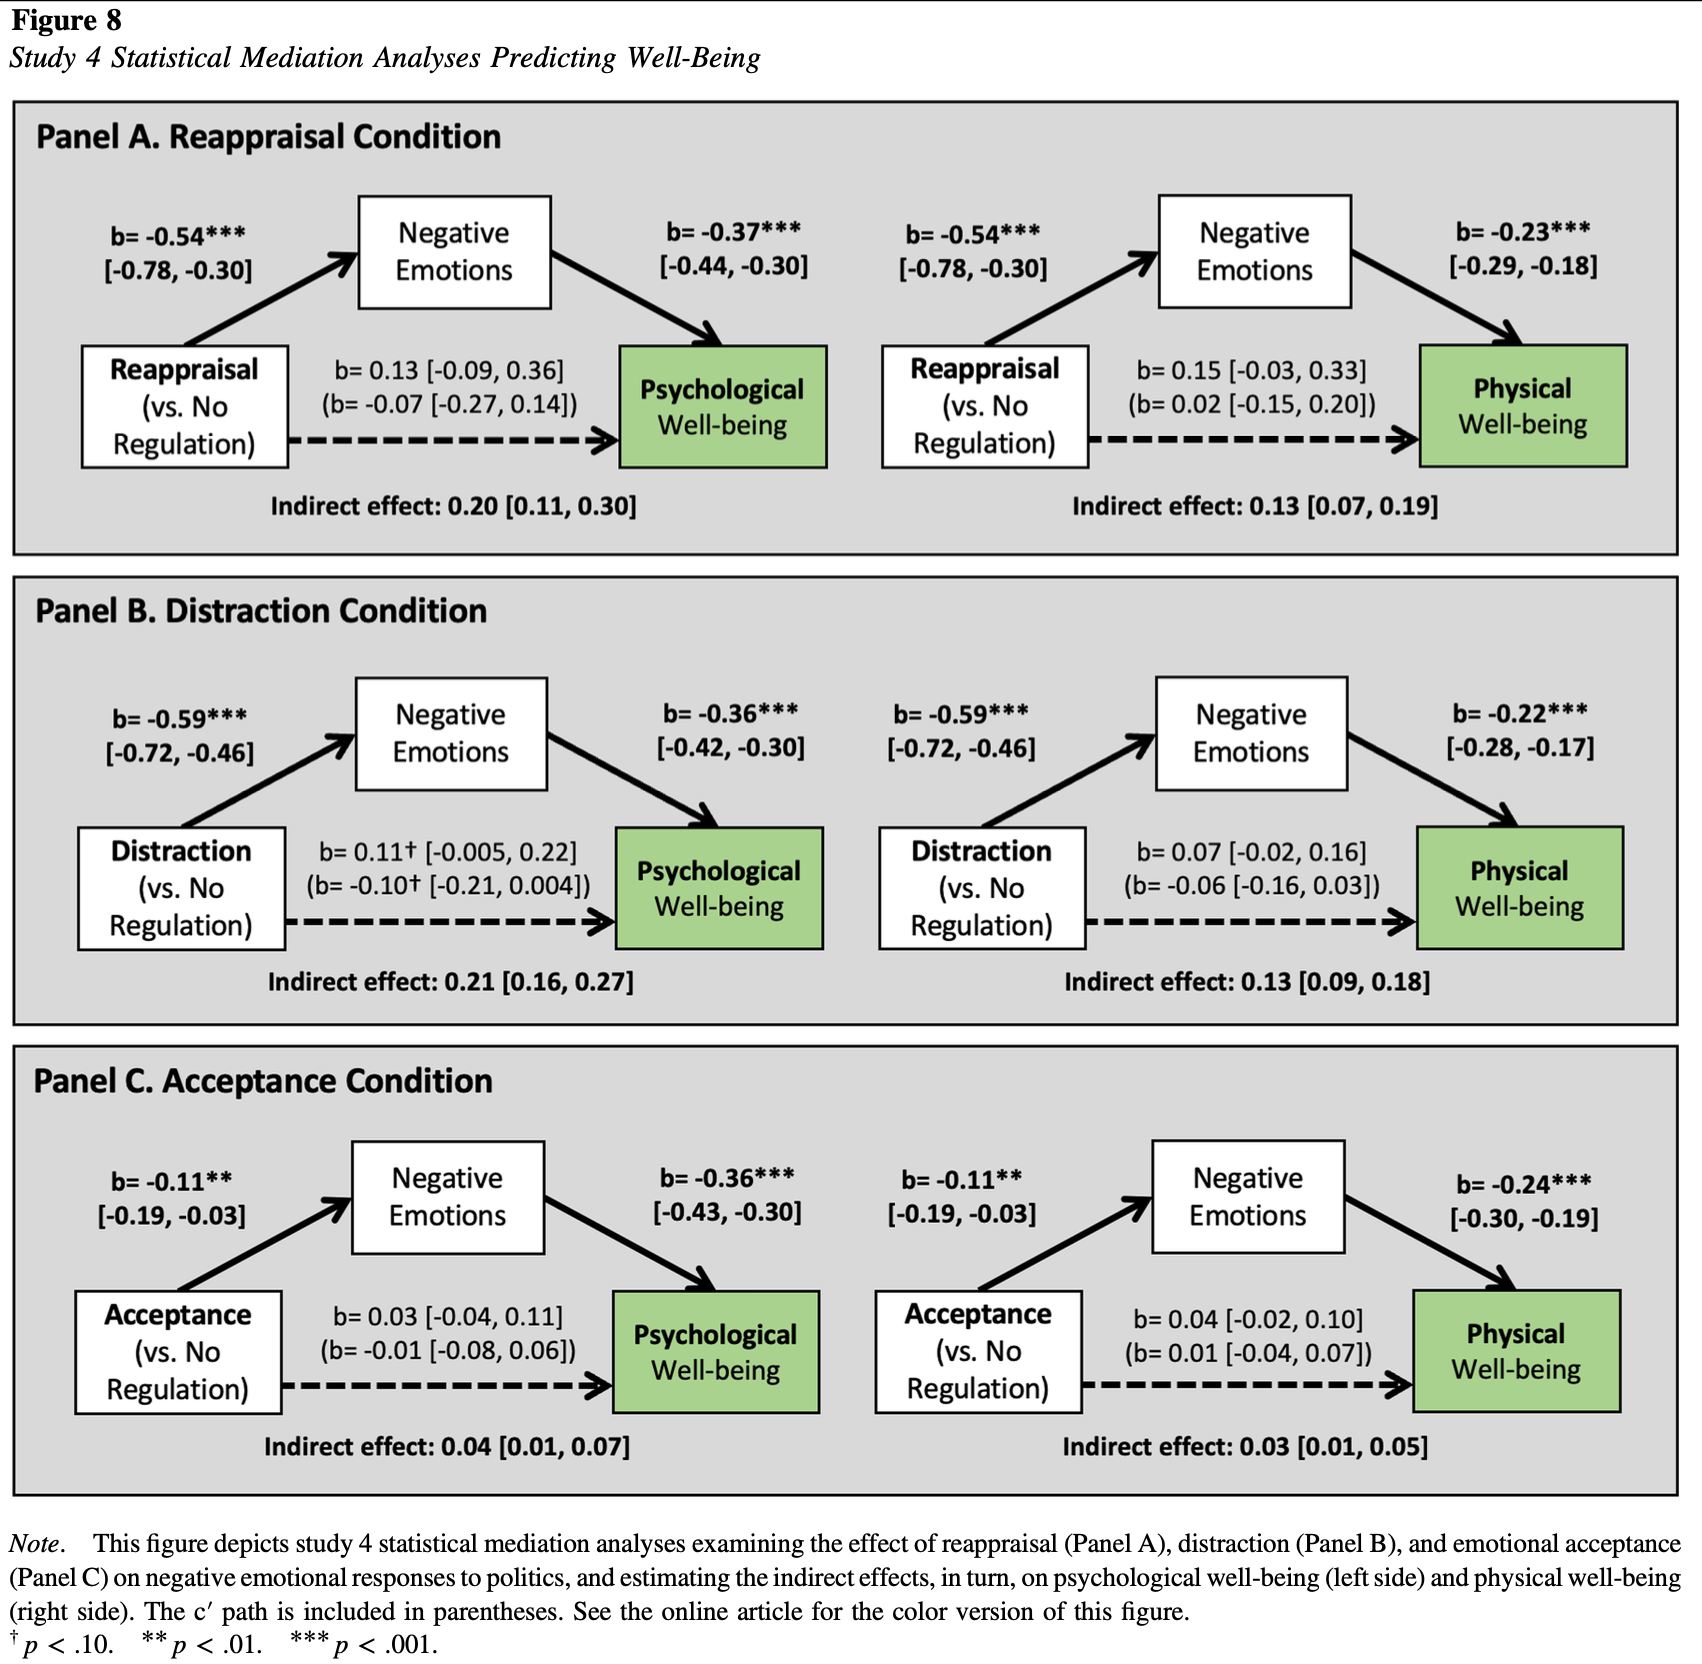 Figure 8
Study 4 Statistical Mediation Analyses Predicting Well-Being
Panel A. Reappraisal Condition
b= -0.54***
[-0.78, -0.30]
Negative
Emotions
b= -0.37***
[-0.44, -0.30]
Reappraisal
(vs. No
Regulation)
b= 0.13 [-0.09, 0.36]
(b= -0.07 [-0.27, 0.14])
Psychological
Well-being
Indirect effect: 0.20 [0.11, 0.30]
b= -0.54***
[-0.78, -0.30]
Negative
Emotions
b= -0.23***
[-0.29, -0.18]
Reappraisal
(vs. No
Regulation)
b= 0.15 [-0.03, 0.33]
(b= 0.02 [-0.15, 0.20])
Physical
Well-being
Indirect effect: 0.13 [0.07, 0.19]
Panel B. Distraction Condition
b= -0.59***
[-0.72, -0.46]
Negative
Emotions
b= -0.36***
[-0.42, -0.30]
Distraction
(vs. No
Regulation)
b= 0.11† [-0.005, 0.22]
(b= -0.10† [-0.21, 0.004])
Psychological
Well-being
Indirect effect: 0.21 [0.16, 0.27]
b= -0.59***
[-0.72, -0.46]
Negative
Emotions
b= -0.22***
[-0.28, -0.17]
Distraction
(vs. No
Regulation)
b= 0.07 [-0.02, 0.16]
(b= -0.06 [-0.16, 0.03])
Physical
Well-being
Indirect effect: 0.13 [0.09, 0.18]
Panel C. Acceptance Condition
b= -0.11**
[-0.19, -0.03]
Negative
Emotions
b= -0.36***
[-0.43, -0.30]
Acceptance
(vs. No
Regulation)
b= 0.03 [-0.04, 0.11]
(b= -0.01 [-0.08, 0.06])
Psychological
Well-being
Indirect effect: 0.04 [0.01, 0.07]
b= -0.11**
[-0.19, -0.03]
Negative
Emotions
b= -0.24***
[-0.30, -0.19]
Acceptance
(vs. No
Regulation)
b= 0.04 [-0.02, 0.10]
(b= 0.01 [-0.04, 0.07])
Physical
Well-being
Indirect effect: 0.03 [0.01, 0.05]
Note. This figure depicts study 4 statistical mediation analyses examining the effect of reappraisal (Panel A), distraction (Panel B), and emotional acceptance
(Panel C) on negative emotional responses to politics, and estimating the indirect effects, in turn, on psychological well-being (left side) and physical well-being
(right side). The c′ path is included in parentheses. See the online article for the color version of this figure.
† p < .10. ** p < .01. *** p < .001.